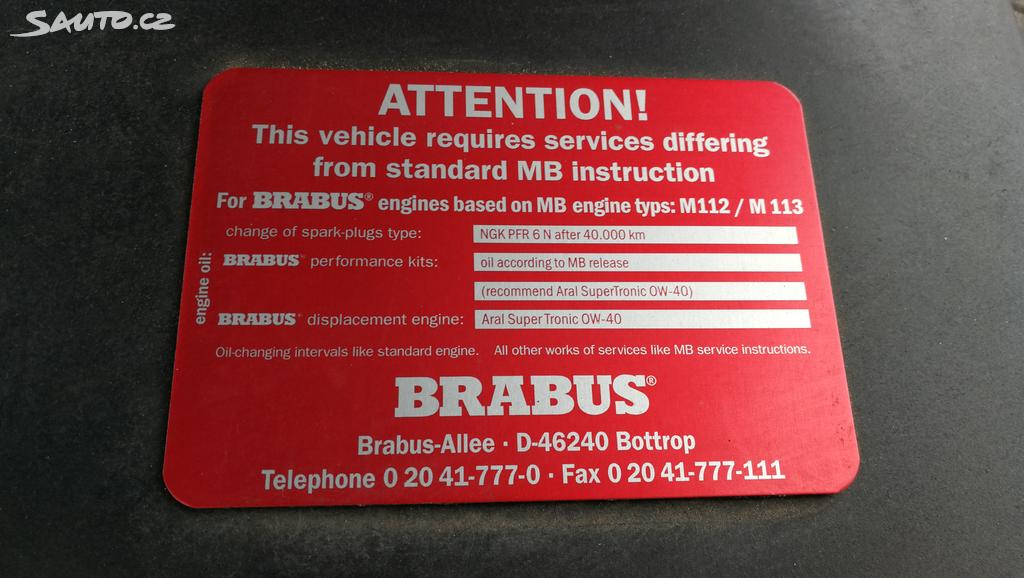 SAUTO.CZ
ATTENTION!
This vehicle requires services differing
from standard MB instruction
For BRABUS® engines based on MB engine typs: M112 / M 113
change of spark-plugs type: NGK PFR 6 N after 40.000 km
engine oil:
BRABUS® performance kits: oil according to MB release
(recommend Aral SuperTronic OW-40)
BRABUS® displacement engine: Aral Super Tronic OW-40
Oil-changing intervals like standard engine. All other works of services like MB service instructions.
BRABUS®
Brabus-Allee · D-46240 Bottrop
Telephone 0 20 41-777-0 · Fax 0 20 41-777-111